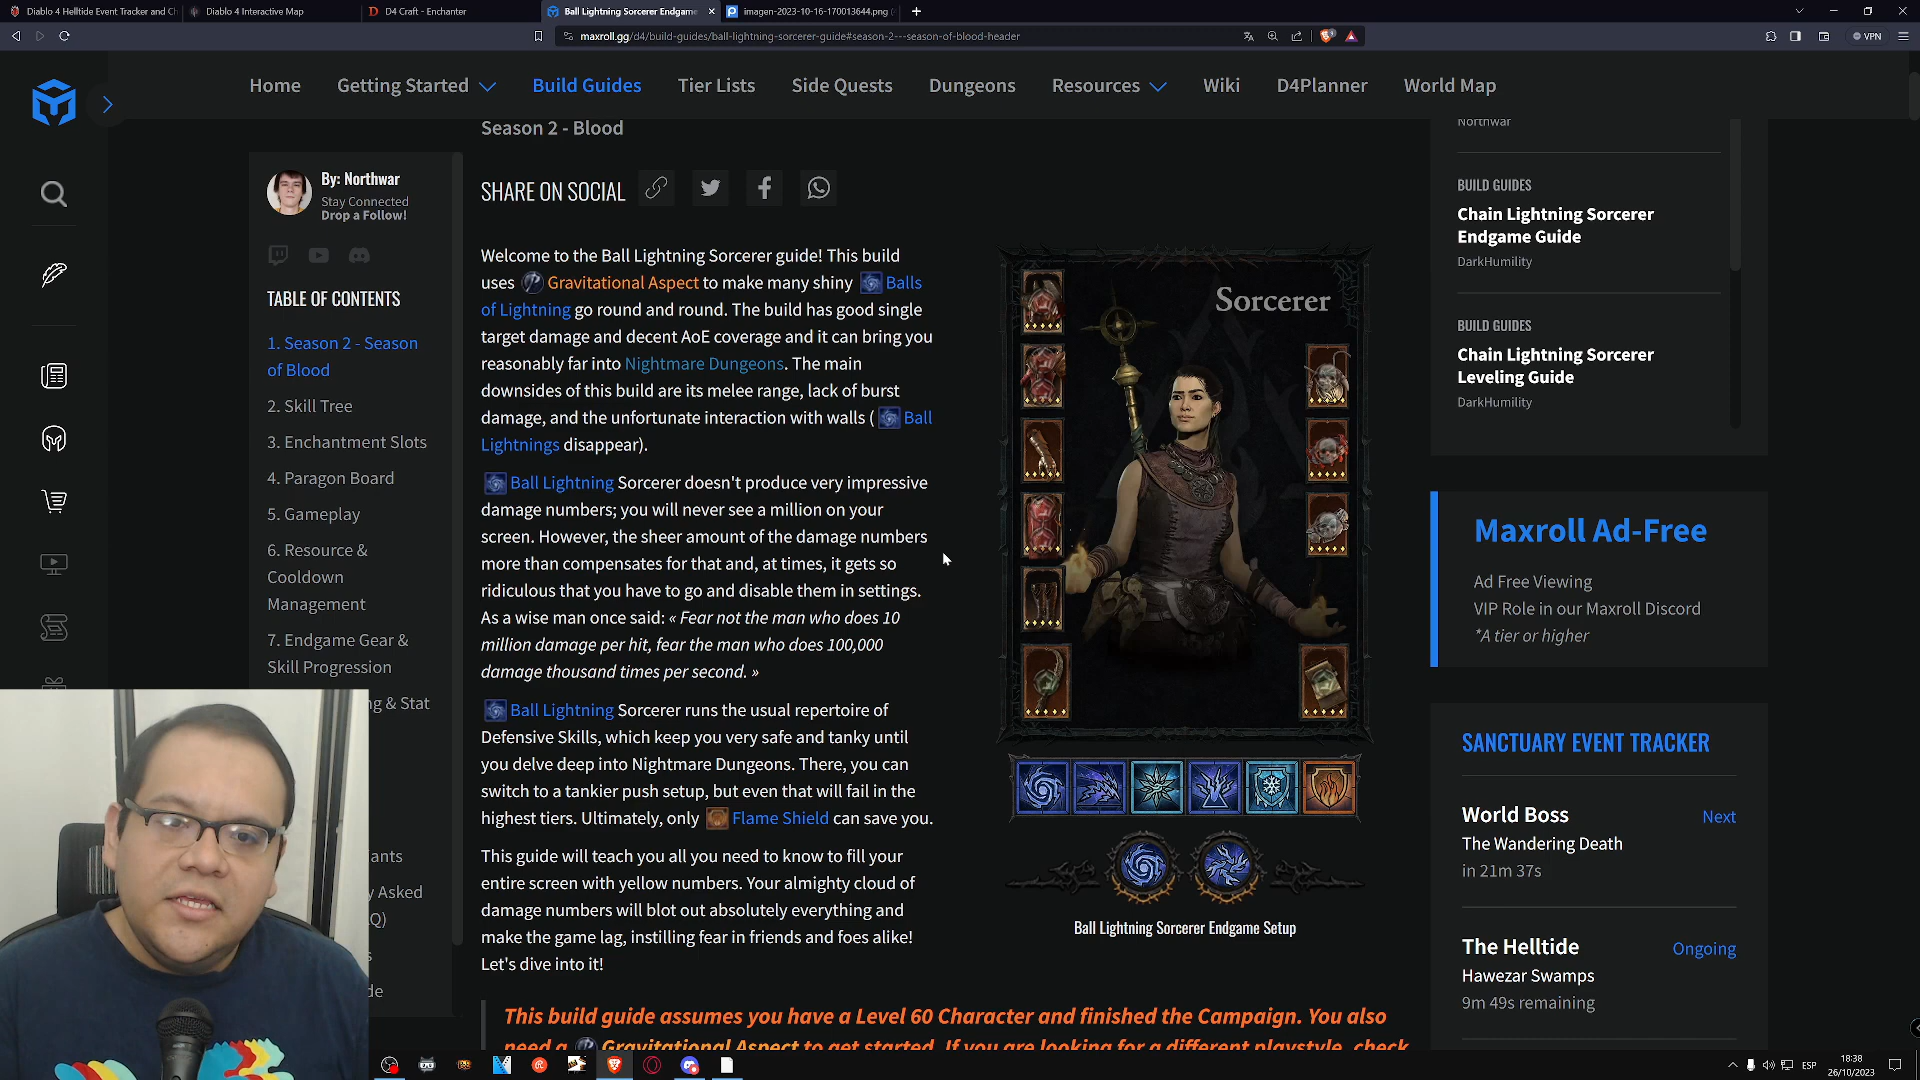 Diablo 4 Helltide Event Tracker and Ch
Diablo 4 Interactive Map
D4 Craft - Enchanter
Ball Lightning Sorcerer Endgame
imagen-2023-10-16-170013644.png (
maxroll.gg/d4/build-guides/ball-lightning-sorcerer-guide#season-2---season-of-blood-header
VPN
Home
Getting Started
Build Guides
Tier Lists
Side Quests
Dungeons
Resources
Wiki
D4Planner
World Map
By: Northwar
Stay Connected
Drop a Follow!
TABLE OF CONTENTS
1. Season 2 - Season
of Blood
2. Skill Tree
3. Enchantment Slots
4. Paragon Board
5. Gameplay
6. Resource &
Cooldown
Management
7. Endgame Gear &
Skill Progression
g & Stat
ants
y Asked
Q)
s
de
Season 2 - Blood
SHARE ON SOCIAL
Welcome to the Ball Lightning Sorcerer guide! This build
uses Gravitational Aspect to make many shiny Balls
of Lightning go round and round. The build has good single
target damage and decent AoE coverage and it can bring you
reasonably far into Nightmare Dungeons. The main
downsides of this build are its melee range, lack of burst
damage, and the unfortunate interaction with walls ( Ball
Lightnings disappear).
Ball Lightning Sorcerer doesn't produce very impressive
damage numbers; you will never see a million on your
screen. However, the sheer amount of the damage numbers
more than compensates for that and, at times, it gets so
ridiculous that you have to go and disable them in settings.
As a wise man once said: « Fear not the man who does 10
million damage per hit, fear the man who does 100,000
damage thousand times per second. »
Ball Lightning Sorcerer runs the usual repertoire of
Defensive Skills, which keep you very safe and tanky until
you delve deep into Nightmare Dungeons. There, you can
switch to a tankier push setup, but even that will fail in the
highest tiers. Ultimately, only Flame Shield can save you.
This guide will teach you all you need to know to fill your
entire screen with yellow numbers. Your almighty cloud of
damage numbers will blot out absolutely everything and
make the game lag, instilling fear in friends and foes alike!
Let's dive into it!
This build guide assumes you have a Level 60 Character and finished the Campaign. You also
need a Gravitational Aspect to get started. If you are looking for a different playstyle, check
Sorcerer
Ball Lightning Sorcerer Endgame Setup
Northwar
BUILD GUIDES
Chain Lightning Sorcerer
Endgame Guide
DarkHumility
BUILD GUIDES
Chain Lightning Sorcerer
Leveling Guide
DarkHumility
Maxroll Ad-Free
Ad Free Viewing
VIP Role in our Maxroll Discord
*A tier or higher
SANCTUARY EVENT TRACKER
World Boss
Next
The Wandering Death
in 21m 37s
The Helltide
Ongoing
Hawezar Swamps
9m 49s remaining
ESP
18:38
26/10/2023